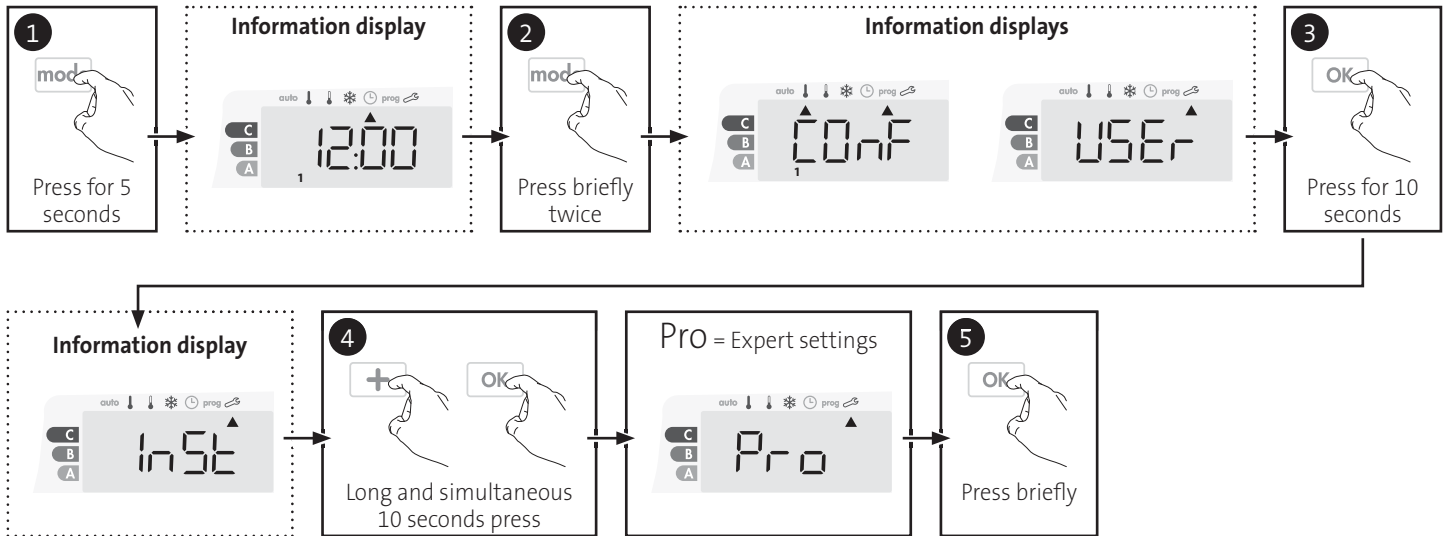 1
mod
Press for 5
seconds
Information display
auto prog
C
B
A
12:00
1
2
mod
Press briefly
twice
Information displays
auto prog
C
B
A
COnF
1
auto prog
C
B
A
USEr
3
OK
Press for 10
seconds
Information display
auto prog
C
B
A
InSt
4
+
OK
Long and simultaneous
10 seconds press
Pro = Expert settings
auto prog
C
B
A
Pro
5
OK
Press briefly